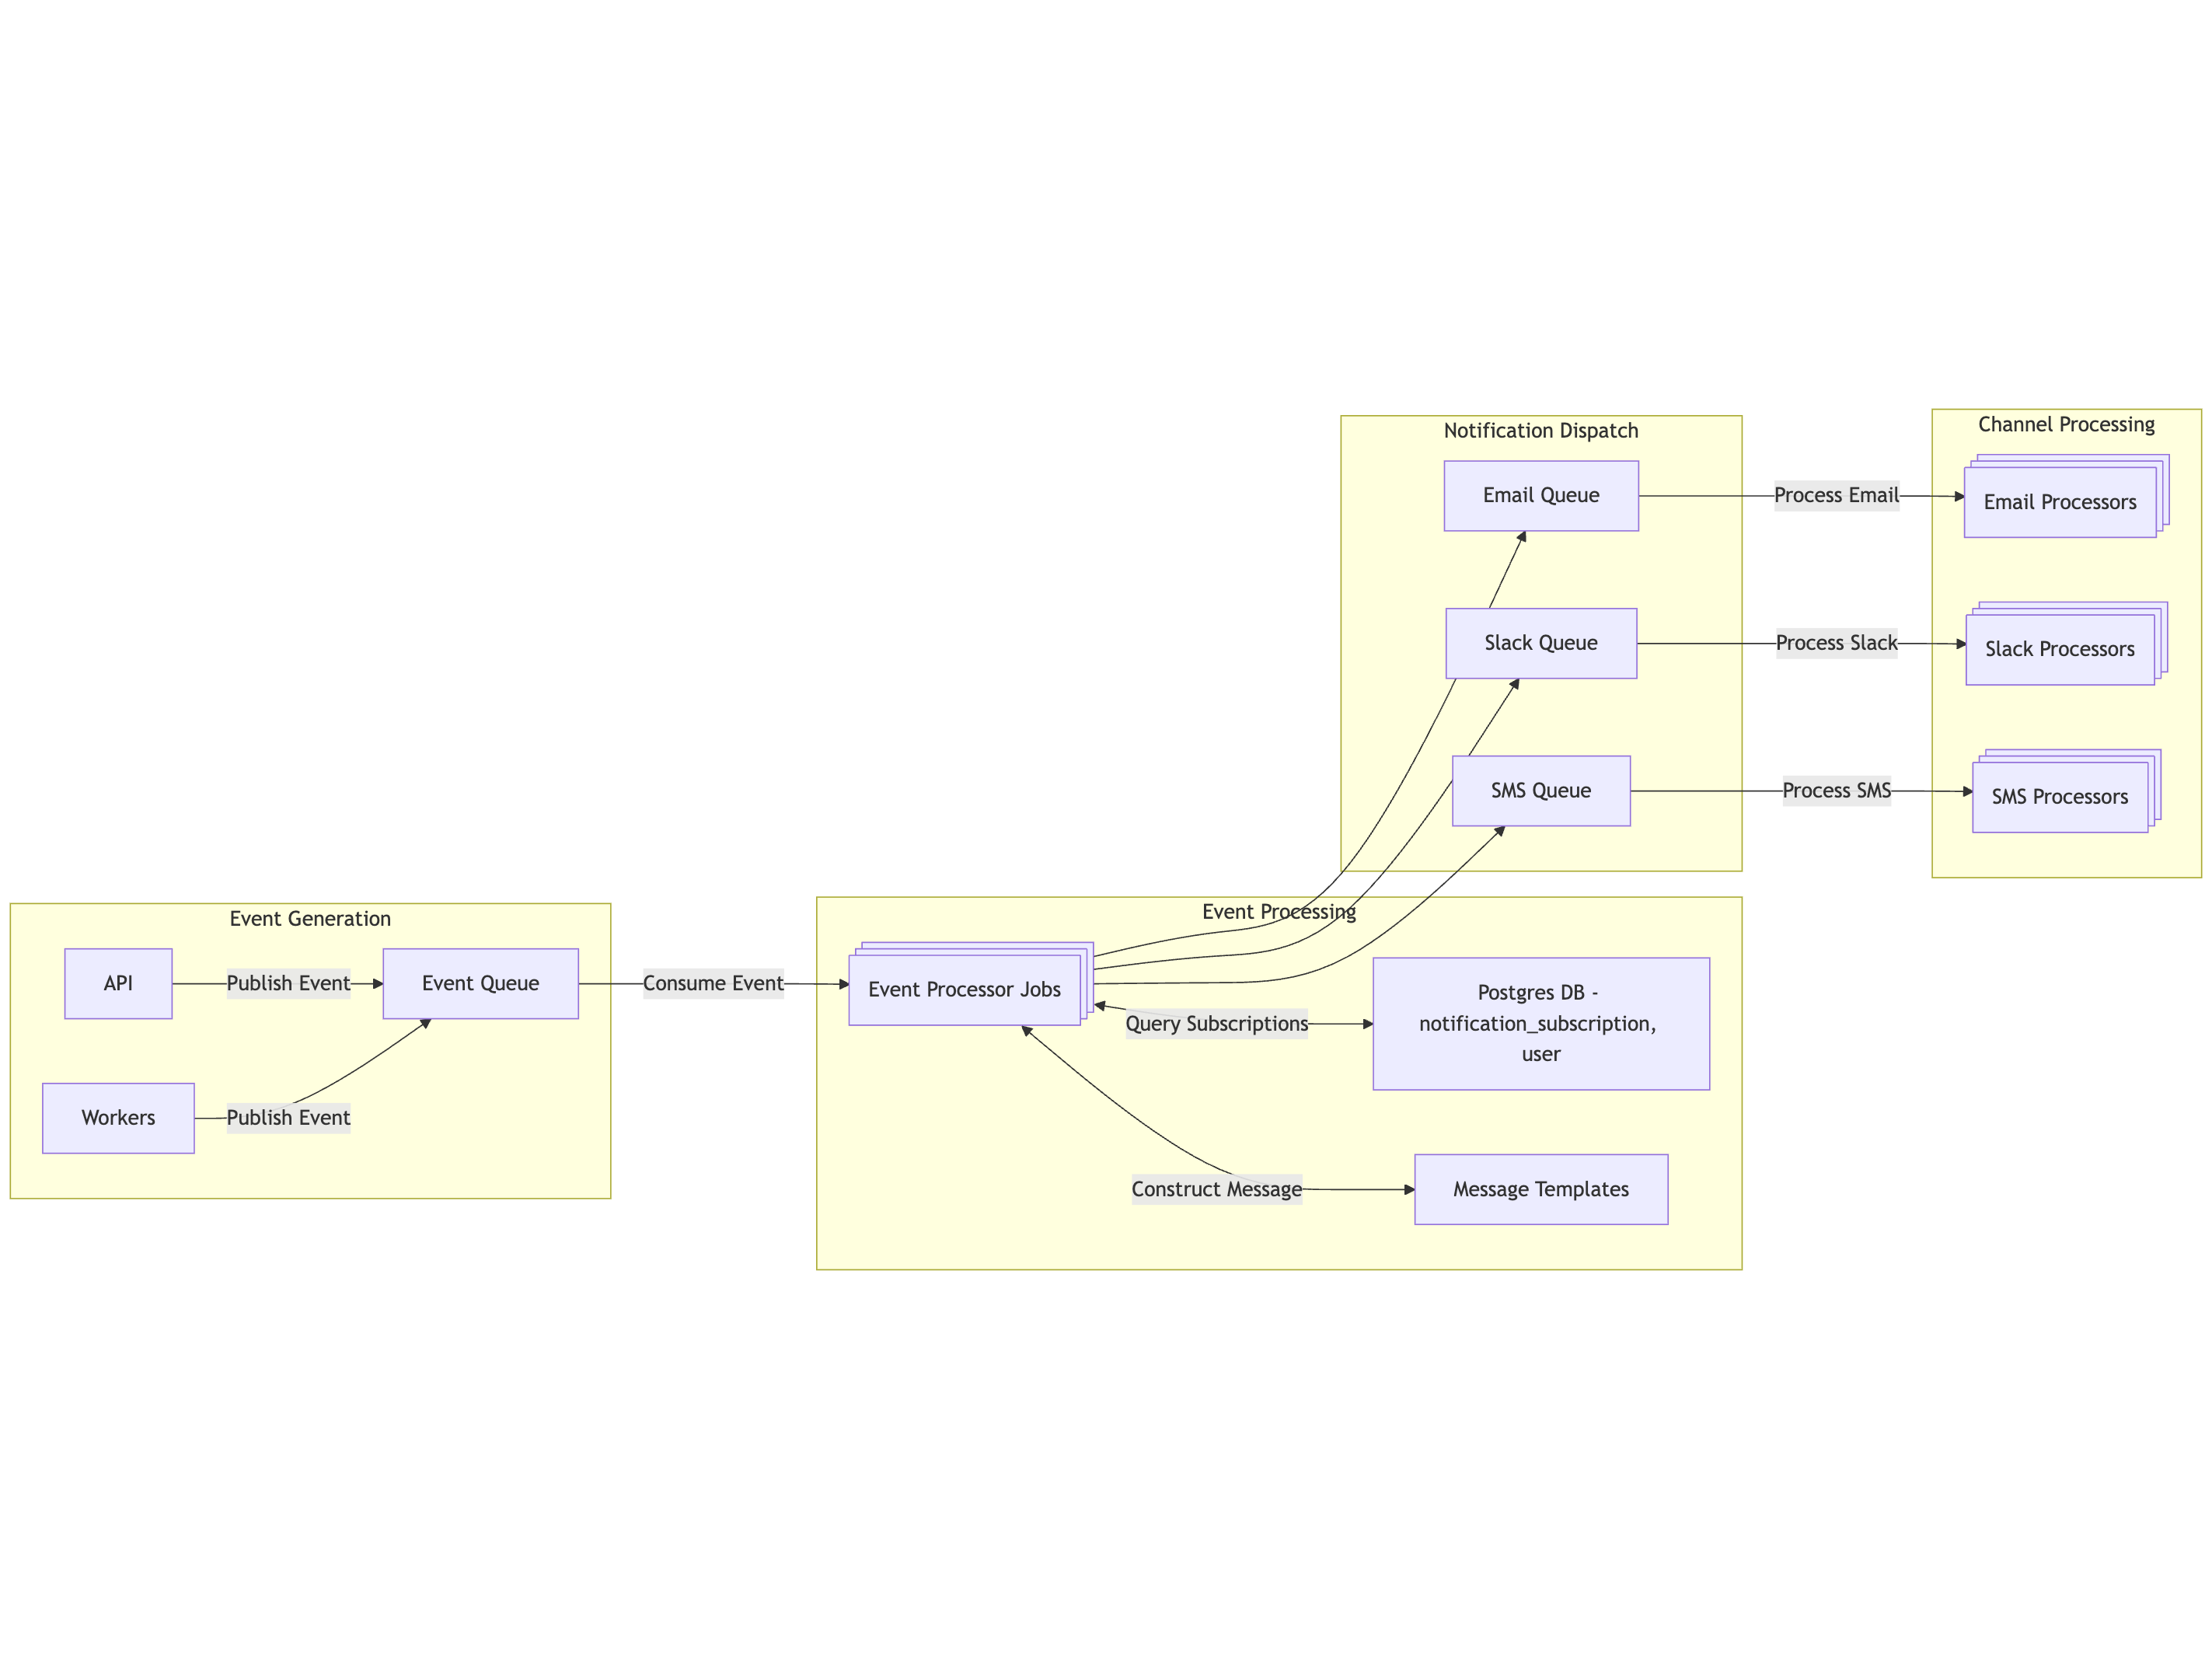 Event Generation
API
Publish Event
Event Queue
Workers
Publish Event
Consume Event
Event Processing
Event Processor Jobs
Query Subscriptions
Postgres DB -
notification_subscription,
user
Construct Message
Message Templates
Notification Dispatch
Email Queue
Slack Queue
SMS Queue
Process Email
Process Slack
Process SMS
Channel Processing
Email Processors
Slack Processors
SMS Processors